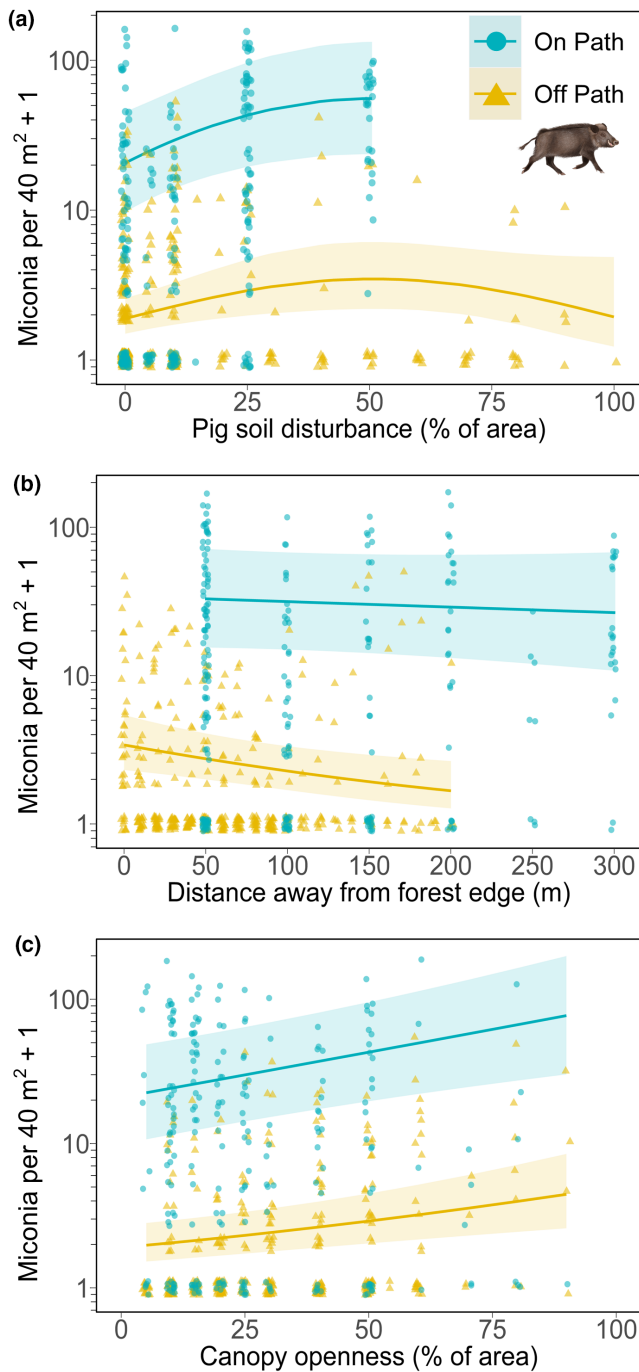 (a)
Miconia per 40 m² + 1
100
10
1
On Path
Off Path
0 25 50 75 100
Pig soil disturbance (% of area)
(b)
Miconia per 40 m² + 1
100
10
1
0 50 100 150 200 250 300
Distance away from forest edge (m)
(c)
Miconia per 40 m² + 1
100
10
1
0 25 50 75 100
Canopy openness (% of area)